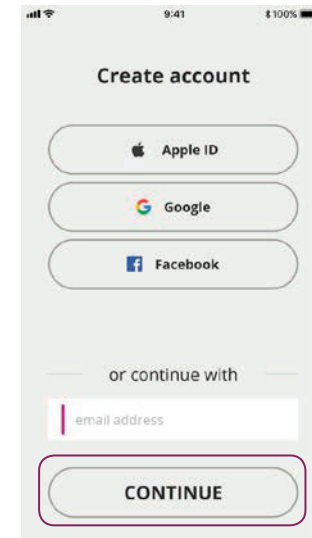 9:41
100%
Create account
Apple ID
Google
Facebook
or continue with
email address
CONTINUE